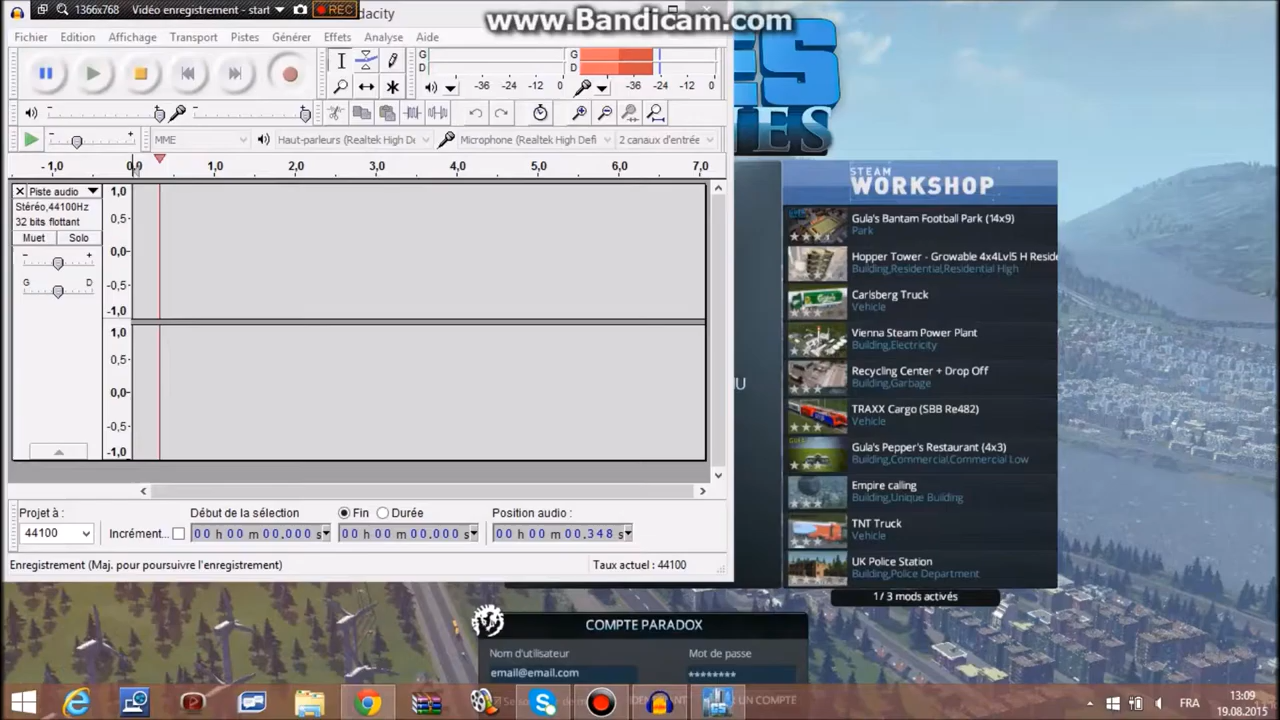 1366x768 Vidéo enregistrement - start REC
dacity
www.Bandicam.com
Fichier Edition Affichage Transport Pistes Générer Effets Analyse Aide
G
D
-36 -24 -12 0
G
D
-36 -24 -12 0
MME Haut-parleurs (Realtek High De Microphone (Realtek High Defi 2 canaux d'entrée
-1,0 0,0 1,0 2,0 3,0 4,0 5,0 6,0 7,0
Piste audio
Stéréo,44100Hz
32 bits flottant
Muet Solo
- +
G D
1,0
0,5
0,0
-0,5
-1,0
1,0
0,5
0,0
-0,5
-1,0
Projet à :
44100
Incrément...
Début de la sélection
00 h 00 m 00.000 s
Fin Durée
00 h 00 m 00.000 s
Position audio :
00 h 00 m 00.348 s
Enregistrement (Maj. pour poursuivre l'enregistrement)
Taux actuel : 44100
ES
NES
U
STEAM
WORKSHOP
Gula's Bantam Football Park (14x9)
Park
Hopper Tower - Growable 4x4Lvl5 H Reside
Building,Residential,Residential High
Carlsberg Truck
Vehicle
Vienna Steam Power Plant
Building,Electricity
Recycling Center + Drop Off
Building,Garbage
TRAXX Cargo (SBB Re482)
Vehicle
Gula's Pepper's Restaurant (4x3)
Building,Commercial,Commercial Low
Empire calling
Building,Unique Building
TNT Truck
Vehicle
UK Police Station
Building,Police Department
1 / 3 mods activés
COMPTE PARADOX
Nom d'utilisateur
Mot de passe
email@email.com
********
UN COMPTE
FRA
13:09
19.08.2015